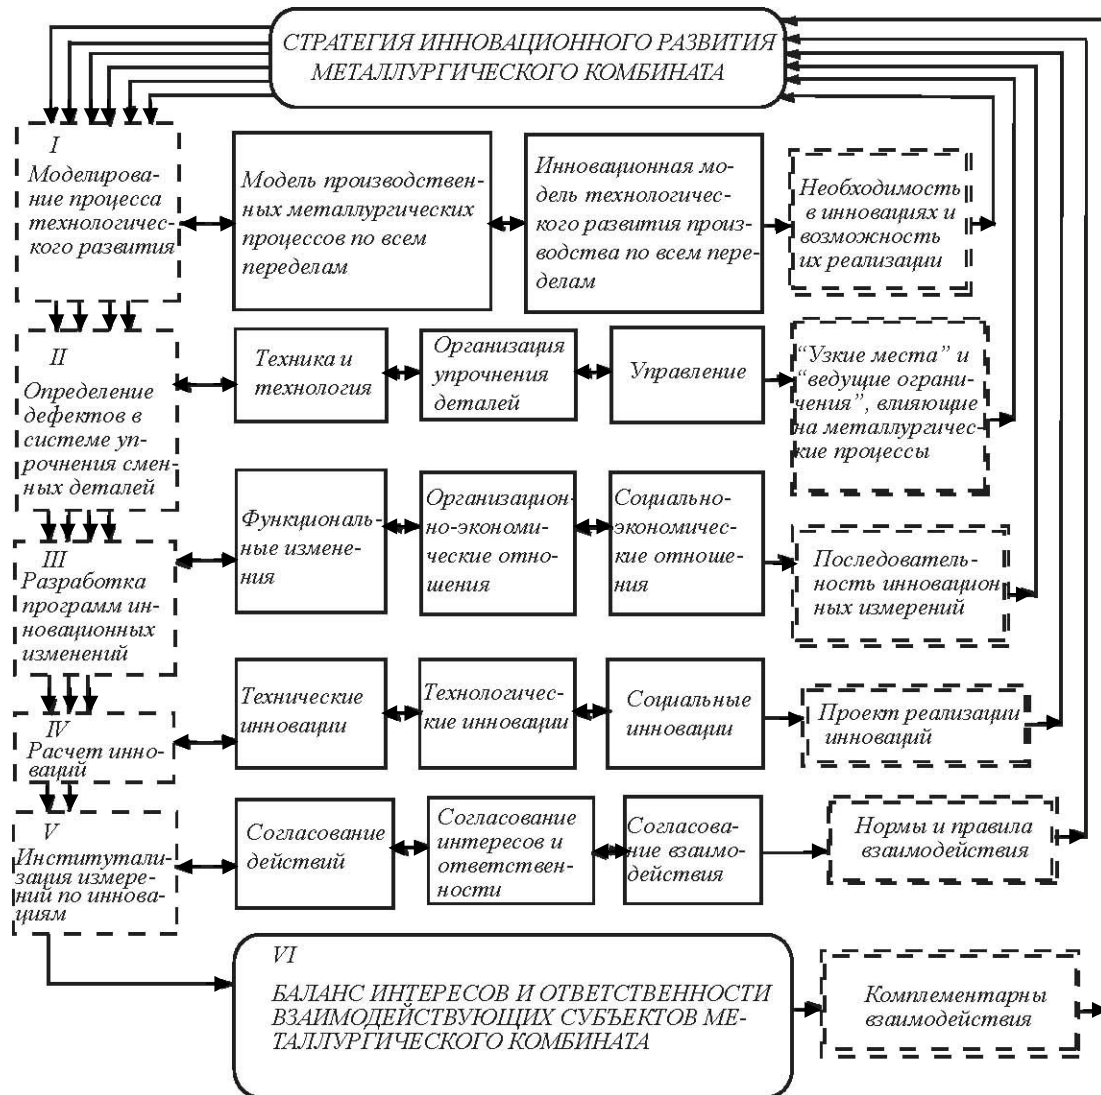 СТРАТЕГИЯ ИННОВАЦИОННОГО РАЗВИТИЯ
МЕТАЛЛУРГИЧЕСКОГО КОМБИНАТА
I
Моделирова-
ние процесса
технологичес-
кого развития
Модель производствен-
ных металлургических
процессов по всем
переделам
Инновационная мо-
дель технологичес-
кого развития произ-
водства по всем пере-
делам
Необходимость
в инновациях и
возможность
их реализации
II
Определение
дефектов в
системе уп-
рочнения смен-
ных деталей
Техника и
технология
Организация
упрочнения
деталей
Управление
“Узкие места” и
“ведущие ограни-
чения”, влияющие
на металлургичес-
кие процессы
III
Разработка
программ ин-
новационных
изменений
Функциональ-
ные измене-
ния
Организацион-
но-экономи-
ческие отно-
шения
Социально-
экономичес-
кие отноше-
ния
Последователь-
ность инновацион
ных измерений
IV
Расчет инно-
ваций
Технические
инновации
Технологичес-
кие инновации
Социальные
инновации
Проект реализации
инноваций
V
Институтали-
зация измере-
ний по иннова-
циям
Согласование
действий
Согласование
интересов и
ответствен-
ности
Согласова-
ние взаимо-
действия
Нормы и правила
взаимодействия
VI
БАЛАНС ИНТЕРЕСОВ И ОТВЕТСТВЕННОСТИ
ВЗАИМОДЕЙСТВУЮЩИХ СУБЪЕКТОВ МЕ-
ТАЛЛУРГИЧЕСКОГО КОМБИНАТА
Комплементарны
взаимодействия